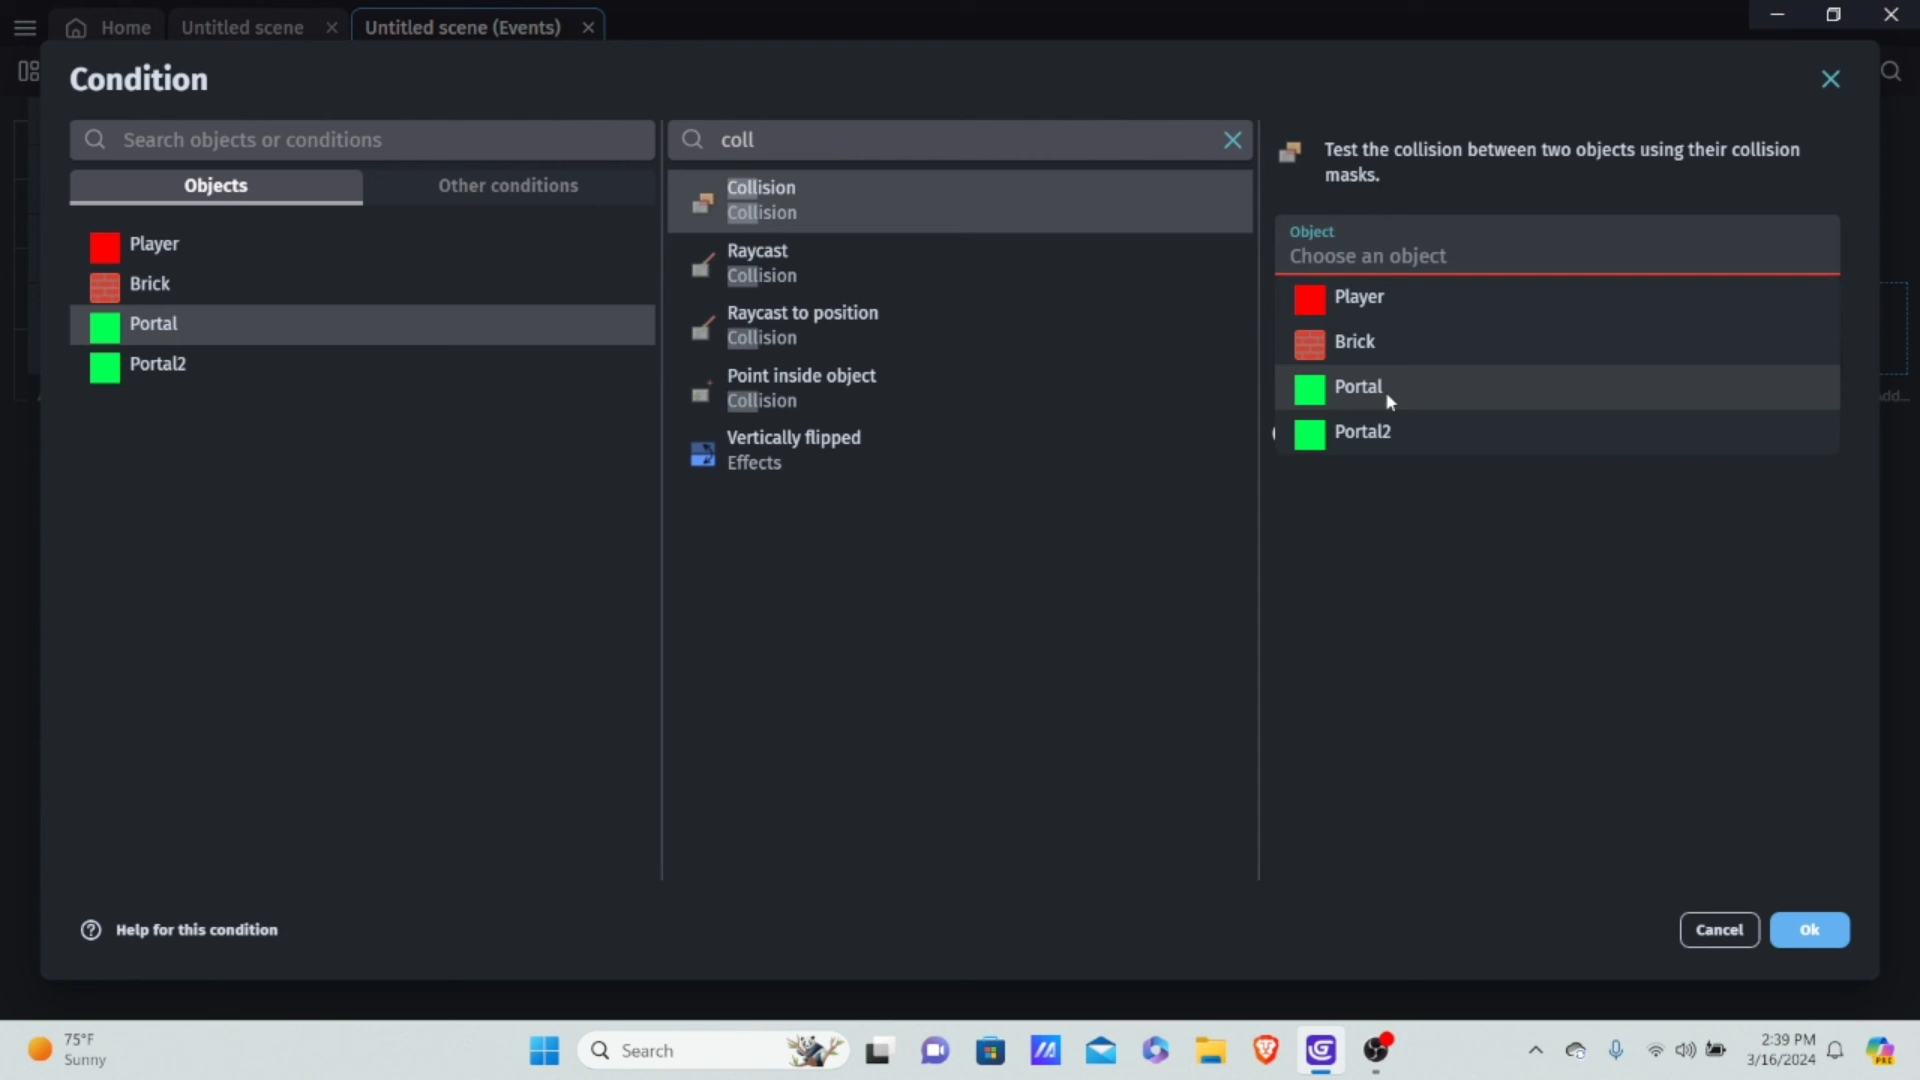 Home
Untitled scene
Untitled scene (Events)
Condition
Search objects or conditions
Objects
Other conditions
Player
Brick
Portal
Portal2
coll
Collision
Collision
Raycast
Collision
Raycast to position
Collision
Point inside object
Collision
Vertically flipped
Effects
Test the collision between two objects using their collision
masks.
Object
Choose an object
Player
Brick
Portal
Portal2
Add...
Help for this condition
Cancel
Ok
75°F
Sunny
Search
2:39 PM
3/16/2024
PRE